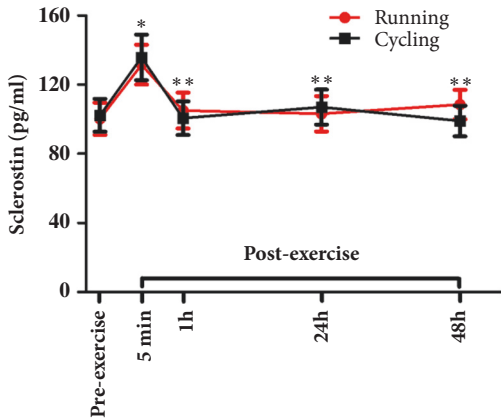 Running
Cycling
Sclerostin (pg/ml)
160
120
80
40
0
*
**
**
**
Post-exercise
Pre-exercise
5 min
1h
24h
48h